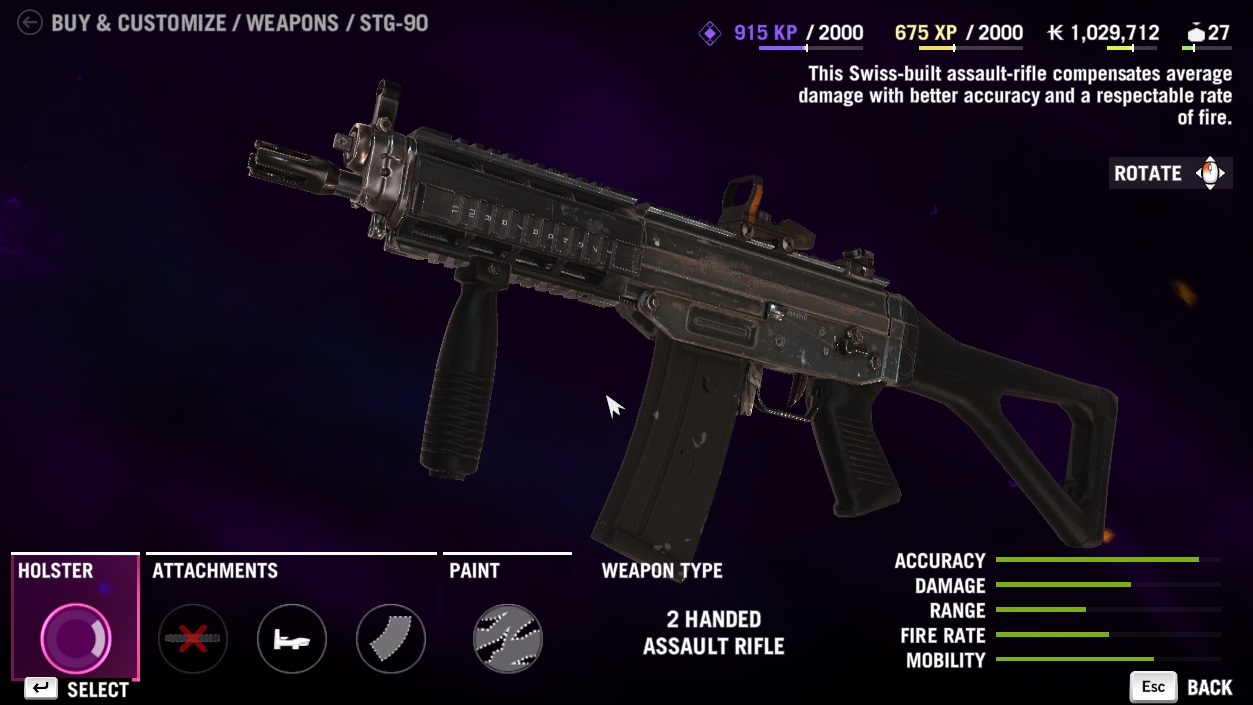 BUY & CUSTOMIZE / WEAPONS / STG-90
915 KP / 2000
675 XP / 2000
1,029,712
27
This Swiss-built assault-rifle compensates average
damage with better accuracy and a respectable rate
of fire.
ROTATE
HOLSTER
ATTACHMENTS
PAINT
WEAPON TYPE
2 HANDED
ASSAULT RIFLE
ACCURACY
DAMAGE
RANGE
FIRE RATE
MOBILITY
SELECT
Esc BACK